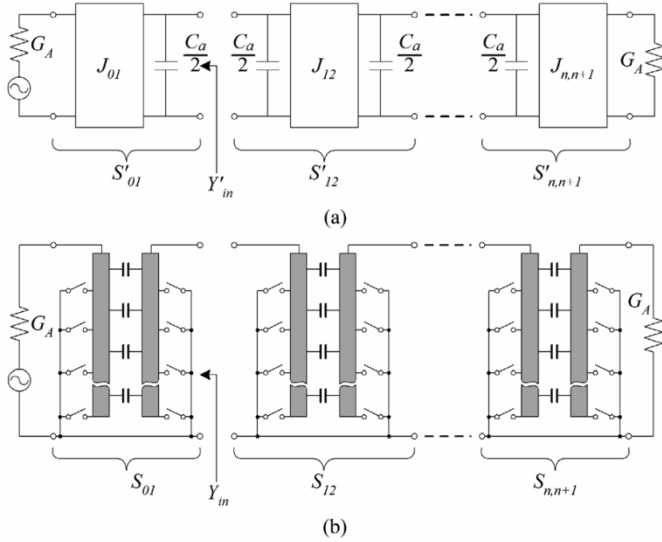 G_A
J_01
C_a/2
Y'_in
C_a/2
J_12
C_a/2
C_a/2
J_n,n+1
G_A
S'_01
S'_12
S'_n,n+1
(a)
G_A
G_A
S_01
Y_in
S_12
S_n,n+1
(b)